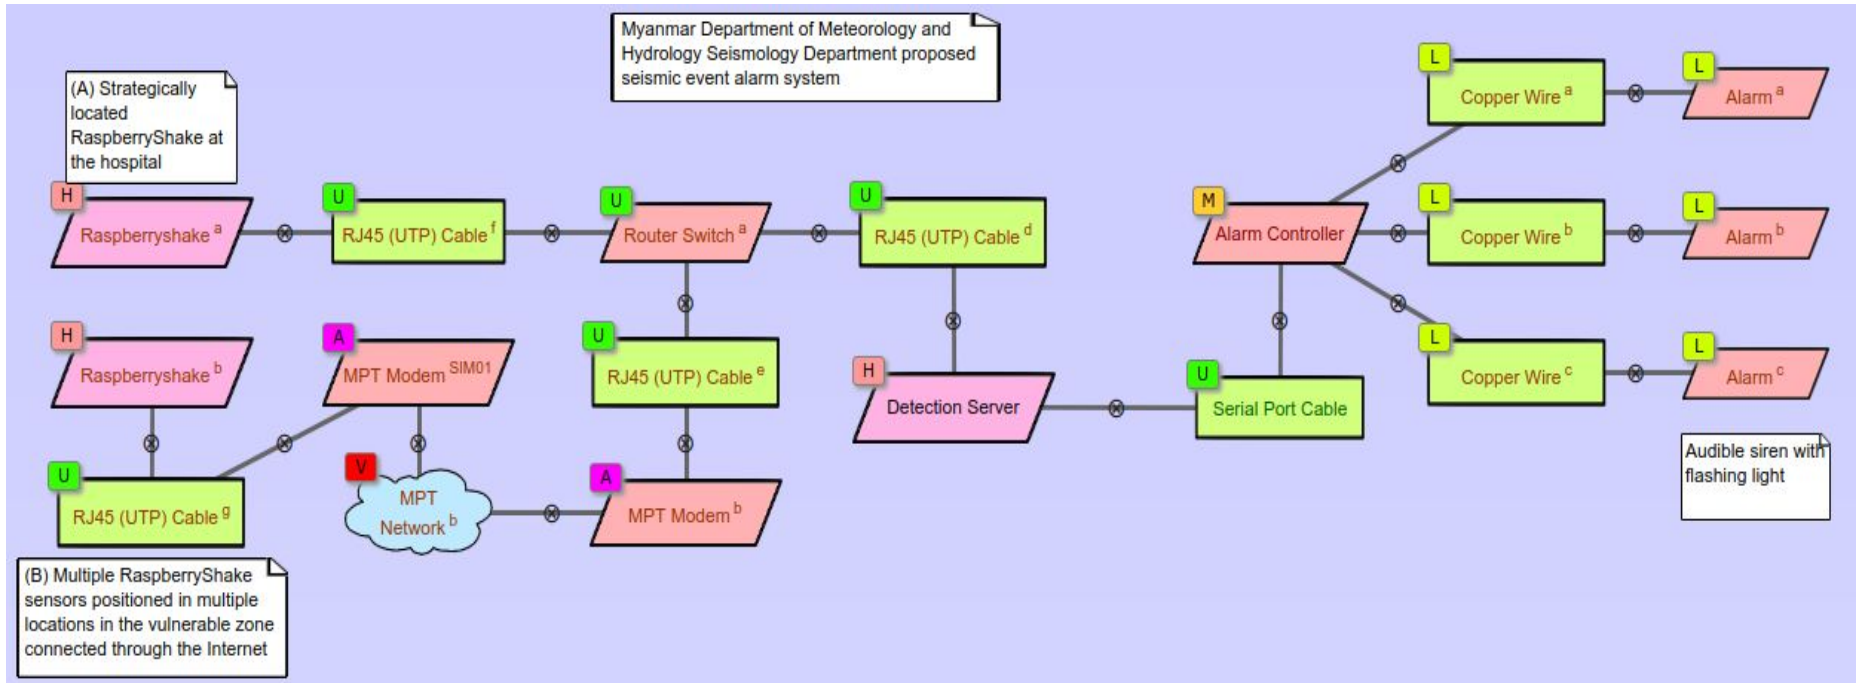 Myanmar Department of Meteorology and
Hydrology Seismology Department proposed
seismic event alarm system
(A) Strategically
located
RaspberryShake at
the hospital
L
Copper Wire a
L
Alarm a
H
Raspberryshake a
U
RJ45 (UTP) Cable f
U
Router Switch a
U
RJ45 (UTP) Cable d
M
Alarm Controller
L
Copper Wire b
L
Alarm b
H
Raspberryshake b
A
MPT Modem SIM01
U
RJ45 (UTP) Cable e
H
Detection Server
U
Serial Port Cable
L
Copper Wire c
L
Alarm c
U
RJ45 (UTP) Cable g
V
MPT
Network b
A
MPT Modem b
Audible siren with
flashing light
(B) Multiple RaspberryShake
sensors positioned in multiple
locations in the vulnerable zone
connected through the Internet